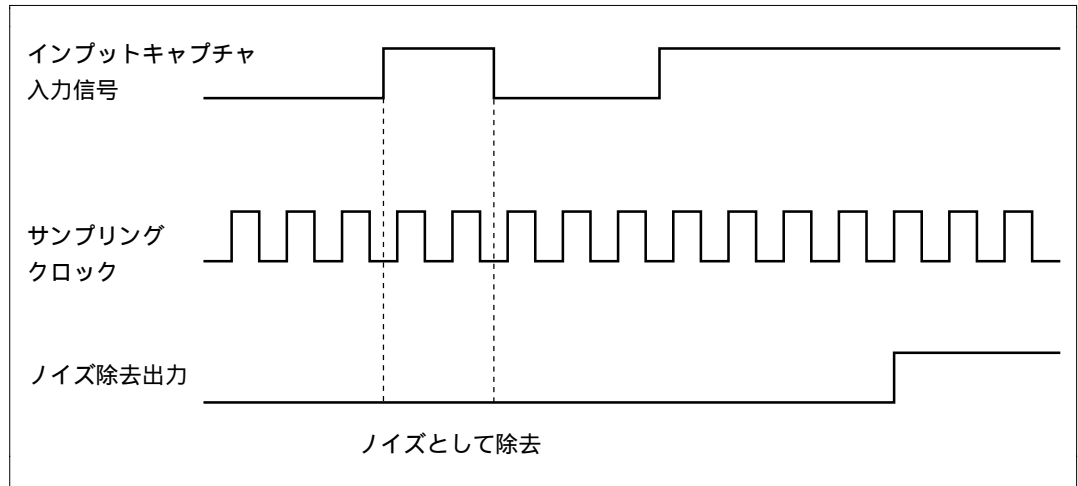 インプットキャプチャ
入力信号
サンプリング
クロック
ノイズ除去出力
ノイズとして除去